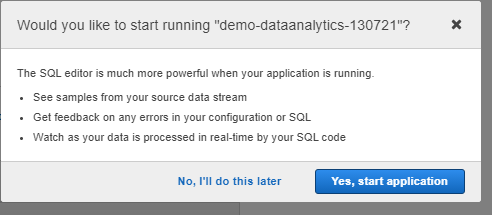 Would you like to start running "demo-dataanalytics-130721"?
The SQL editor is much more powerful when your application is running.
See samples from your source data stream
Get feedback on any errors in your configuration or SQL
Watch as your data is processed in real-time by your SQL code
No, I'll do this later
Yes, start application